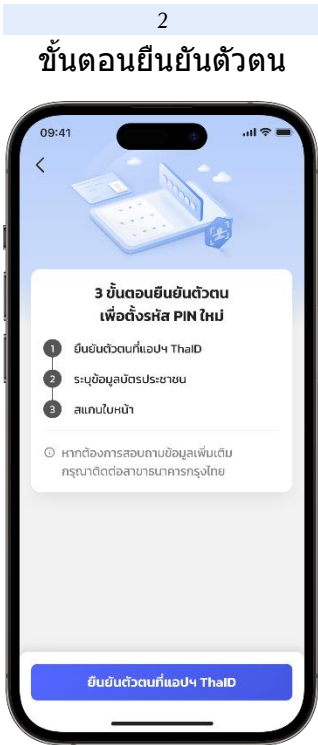 2
ขั้นตอนยืนยันตัวตน
09:41
3 ขั้นตอนยืนยันตัวตน
เพื่อตั้งรหัส PIN ใหม่
1 ยืนยันตัวตนที่แอปฯ ThaID
2 ระบุข้อมูลบัตรประชาชน
3 สแกนใบหน้า
หากต้องการสอบถามข้อมูลเพิ่มเติม
กรุณาติดต่อสาขาธนาคารกรุงไทย
ยืนยันตัวตนที่แอปฯ ThaID